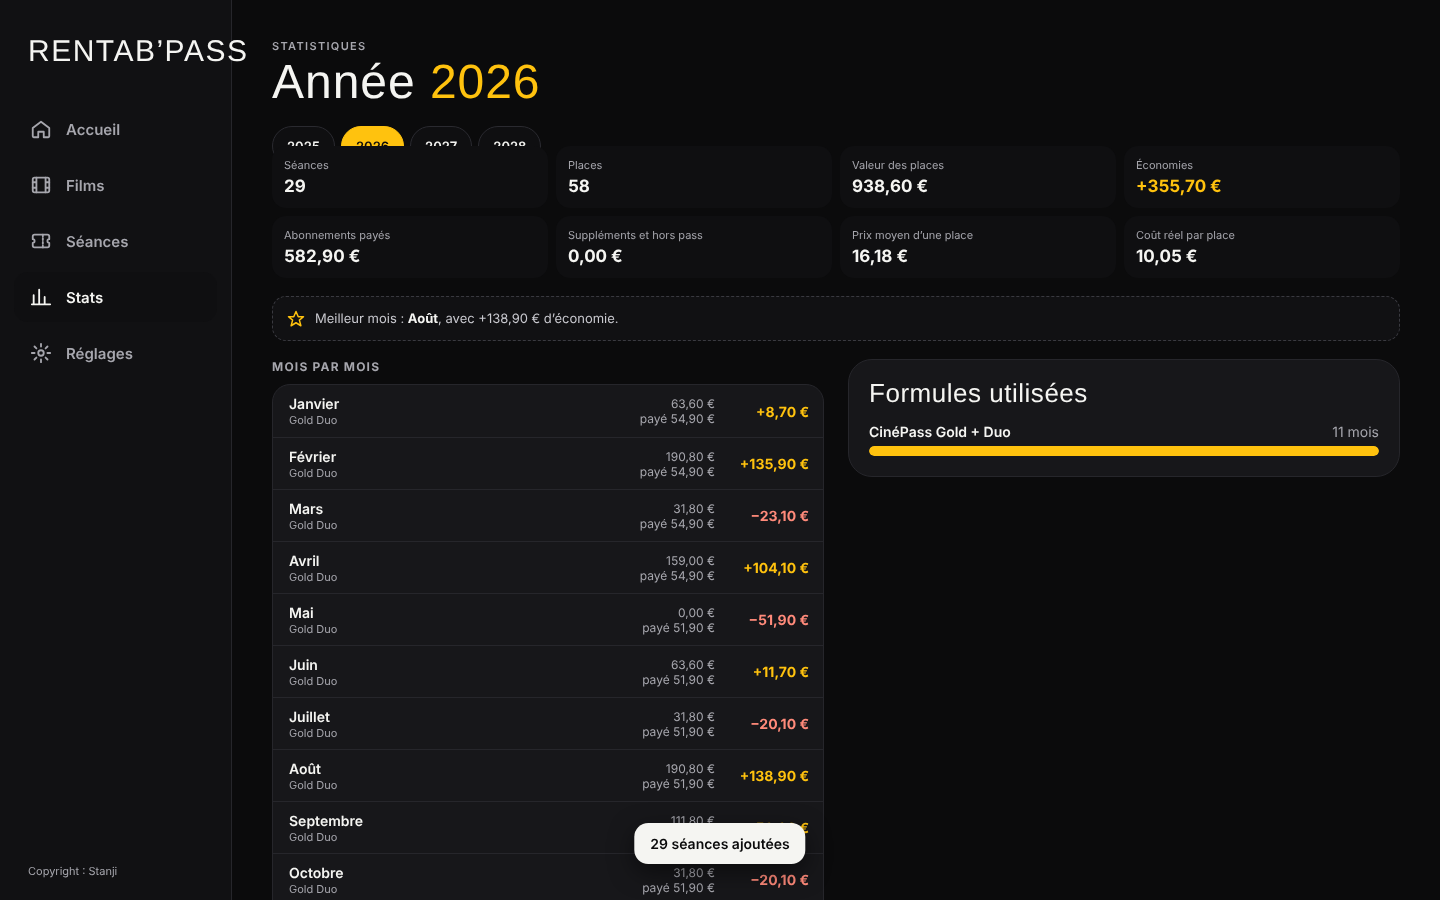 RENTAB’PASS
Accueil
Films
Séances
Stats
Réglages
Copyright : Stanji
STATISTIQUES
Année 2026
2025 2026 2027 2028
Séances
29
Places
58
Valeur des places
938,60 €
Économies
+355,70 €
Abonnements payés
582,90 €
Suppléments et hors pass
0,00 €
Prix moyen d’une place
16,18 €
Coût réel par place
10,05 €
Meilleur mois : Août, avec +138,90 € d’économie.
MOIS PAR MOIS
Janvier
Gold Duo
63,60 €
payé 54,90 €
+8,70 €
Février
Gold Duo
190,80 €
payé 54,90 €
+135,90 €
Mars
Gold Duo
31,80 €
payé 54,90 €
−23,10 €
Avril
Gold Duo
159,00 €
payé 54,90 €
+104,10 €
Mai
Gold Duo
0,00 €
payé 51,90 €
−51,90 €
Juin
Gold Duo
63,60 €
payé 51,90 €
+11,70 €
Juillet
Gold Duo
31,80 €
payé 51,90 €
−20,10 €
Août
Gold Duo
190,80 €
payé 51,90 €
+138,90 €
Septembre
Gold Duo
111,80 €
€
Octobre
Gold Duo
31,80 €
payé 51,90 €
−20,10 €
Formules utilisées
CinéPass Gold + Duo
11 mois
29 séances ajoutées